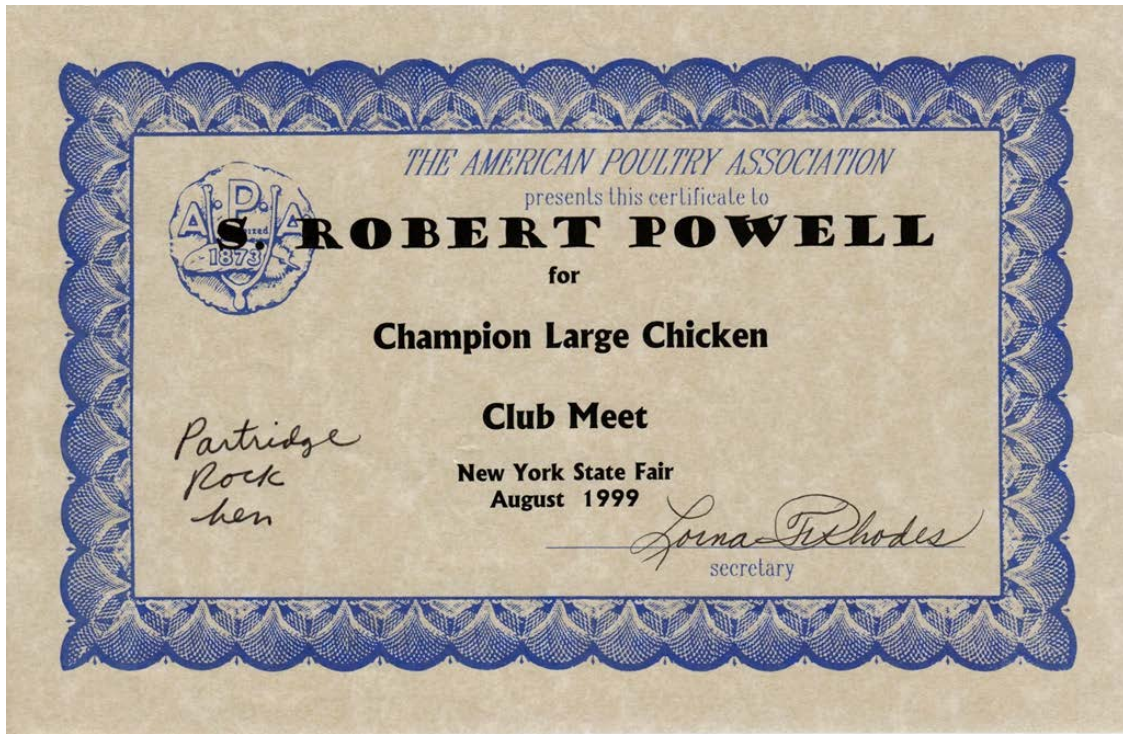 THE AMERICAN POULTRY ASSOCIATION
presents this certificate to
A.P.A.
1873
S. ROBERT POWELL
for
Champion Large Chicken
Club Meet
New York State Fair
August 1999
Partridge
Rock
hen
Lorna Rhodes
secretary